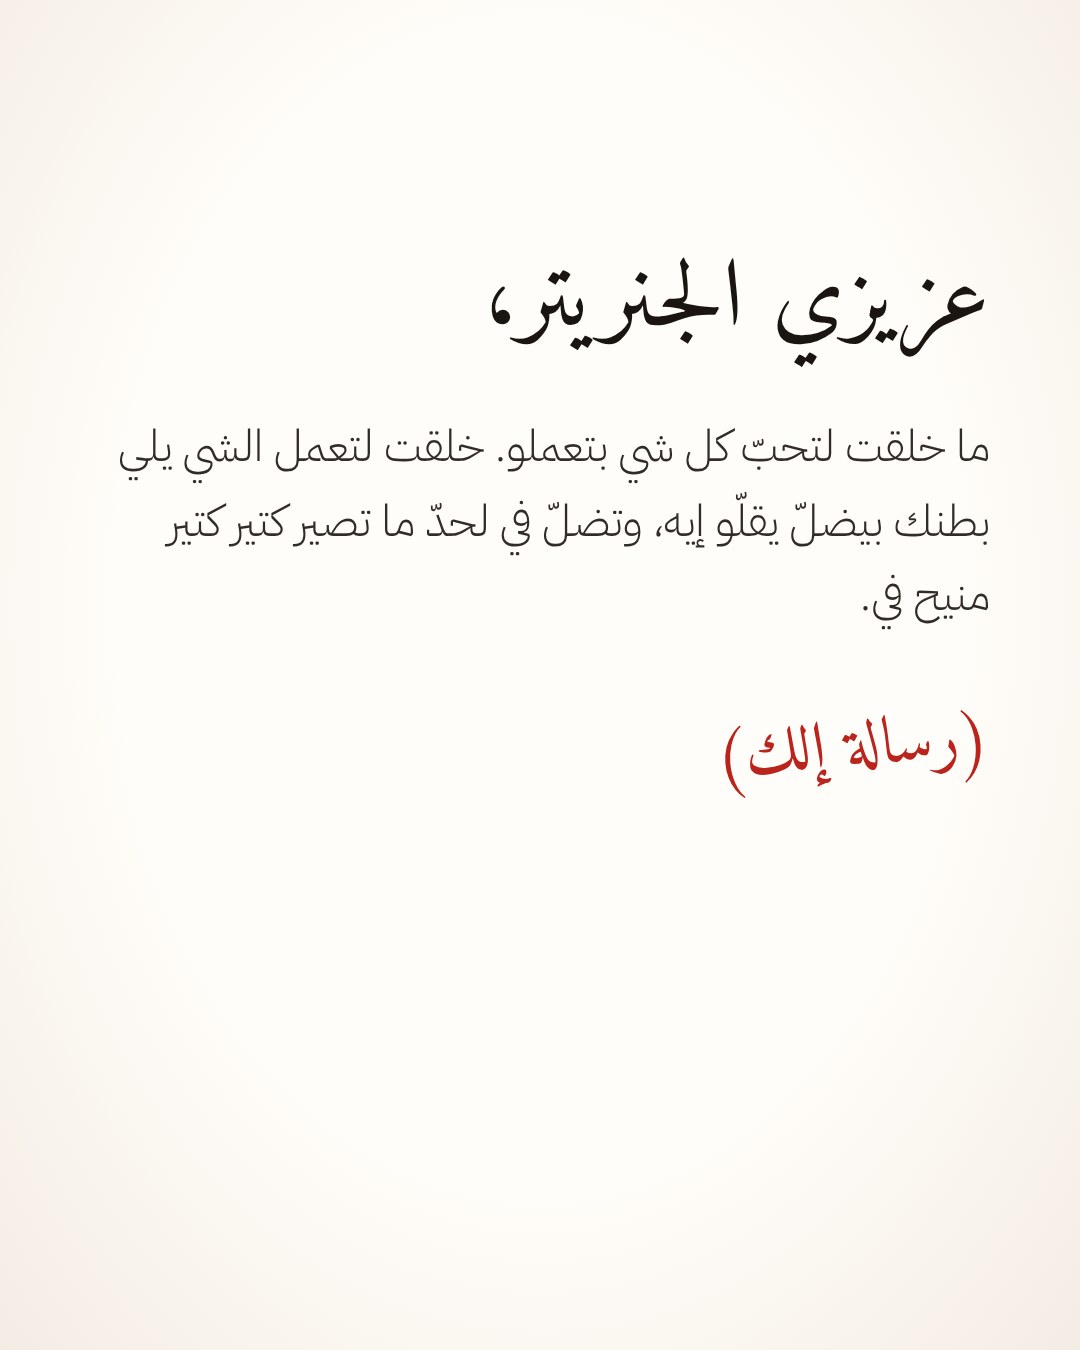 عزيزي الجنريتر،
ما خلقت لتحبّ كل شي بتعملو. خلقت لتعمل الشي يلي
بطنك بيضلّ يقلّو إيه، وتضلّ في لحدّ ما تصير كتير كتير
منيح في.
(رسالة إلك)